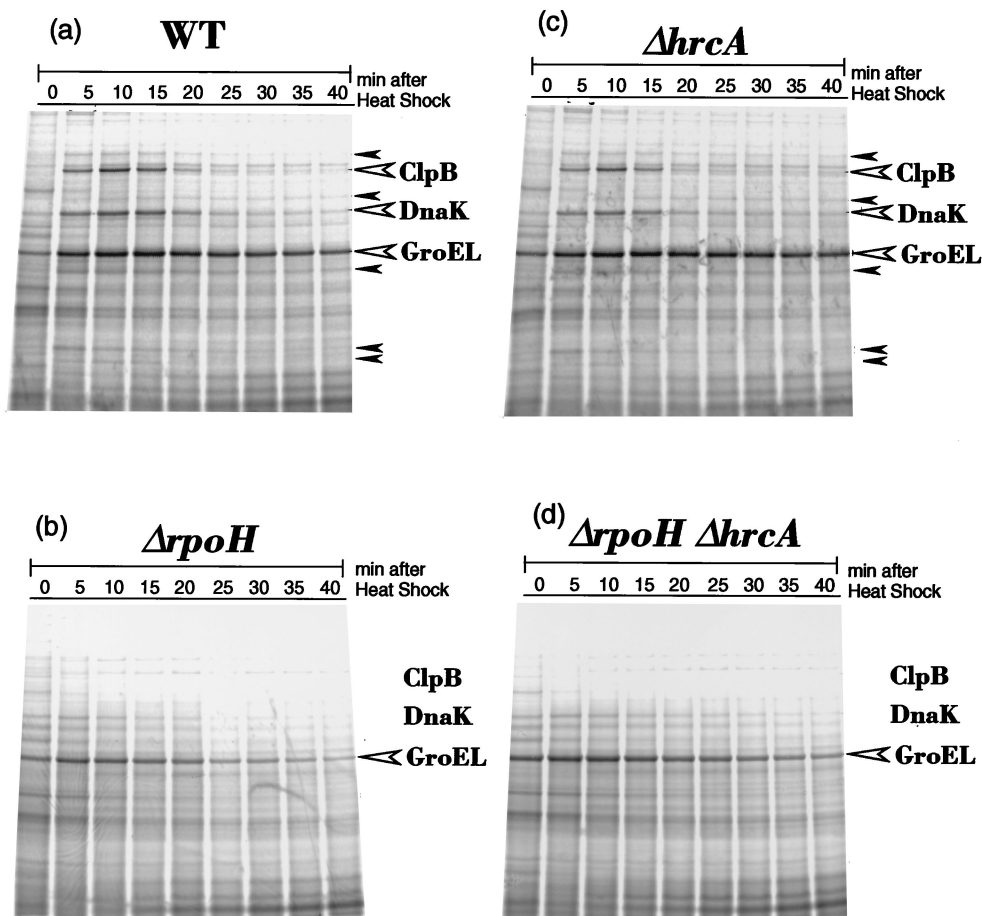 (a) WT
min after
0 5 10 15 20 25 30 35 40 Heat Shock
ClpB
DnaK
GroEL
(c) ΔhrcA
min after
0 5 10 15 20 25 30 35 40 Heat Shock
ClpB
DnaK
GroEL
(b) ΔrpoH
min after
0 5 10 15 20 25 30 35 40 Heat Shock
ClpB
DnaK
GroEL
(d) ΔrpoH ΔhrcA
min after
0 5 10 15 20 25 30 35 40 Heat Shock
ClpB
DnaK
GroEL